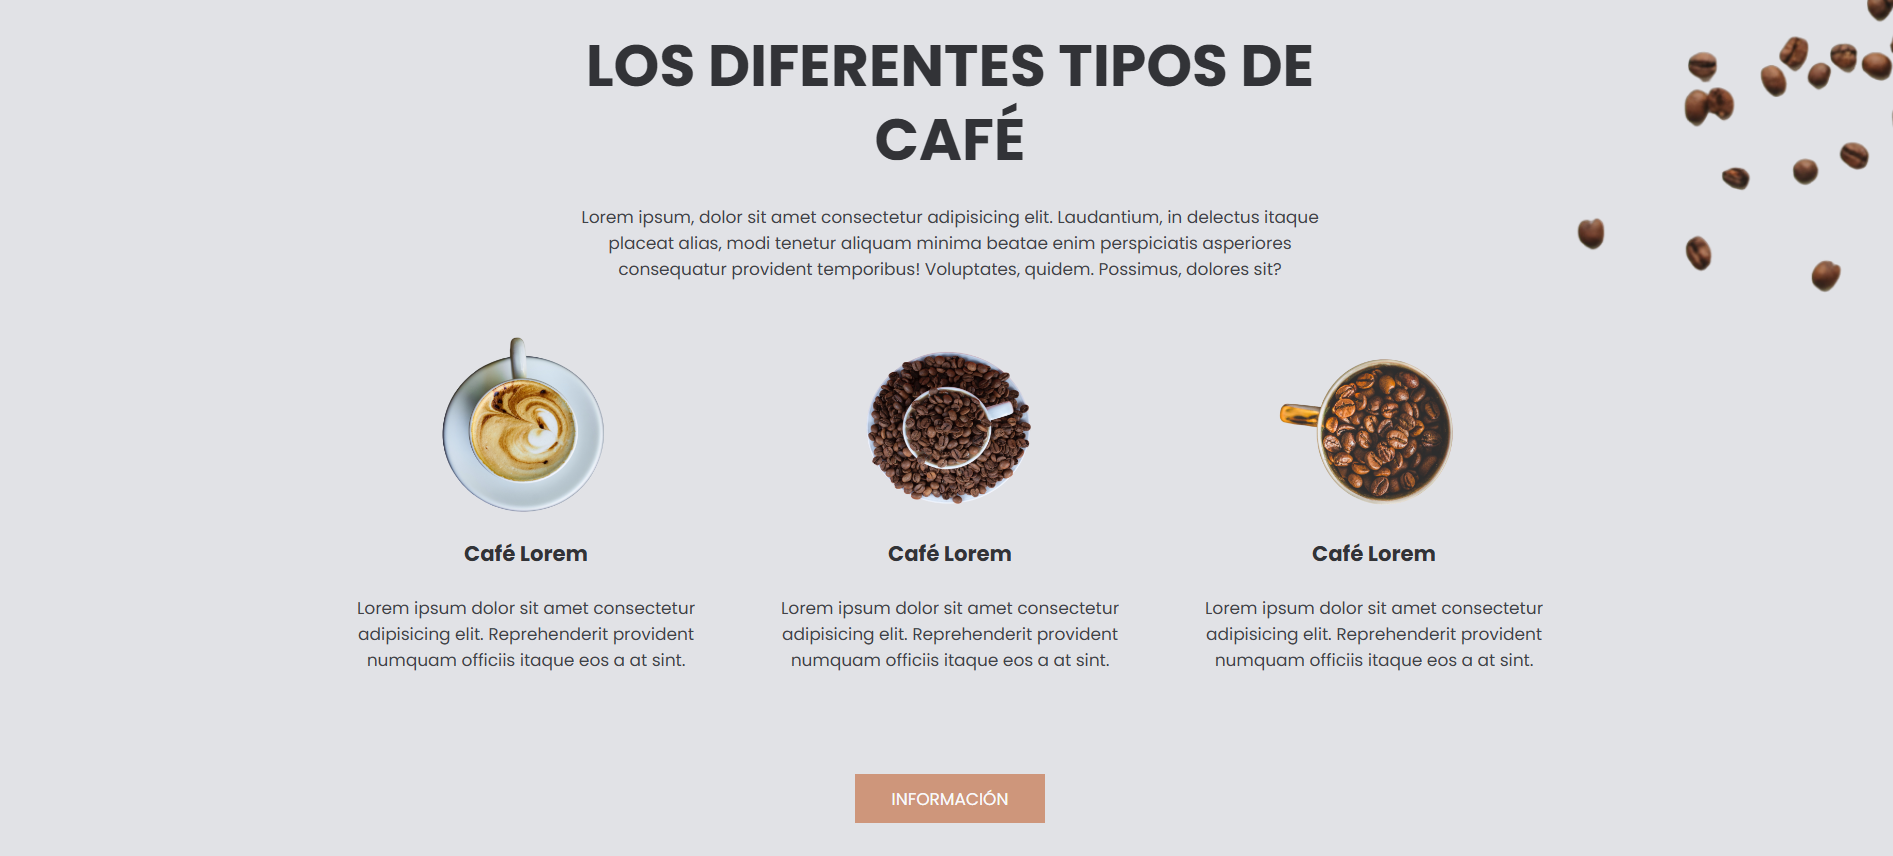 LOS DIFERENTES TIPOS DE
CAFÉ
Lorem ipsum, dolor sit amet consectetur adipisicing elit. Laudantium, in delectus itaque
placeat alias, modi tenetur aliquam minima beatae enim perspiciatis asperiores
consequatur provident temporibus! Voluptates, quidem. Possimus, dolores sit?
Café Lorem
Lorem ipsum dolor sit amet consectetur
adipisicing elit. Reprehenderit provident
numquam officiis itaque eos a at sint.
Café Lorem
Lorem ipsum dolor sit amet consectetur
adipisicing elit. Reprehenderit provident
numquam officiis itaque eos a at sint.
Café Lorem
Lorem ipsum dolor sit amet consectetur
adipisicing elit. Reprehenderit provident
numquam officiis itaque eos a at sint.
INFORMACIÓN